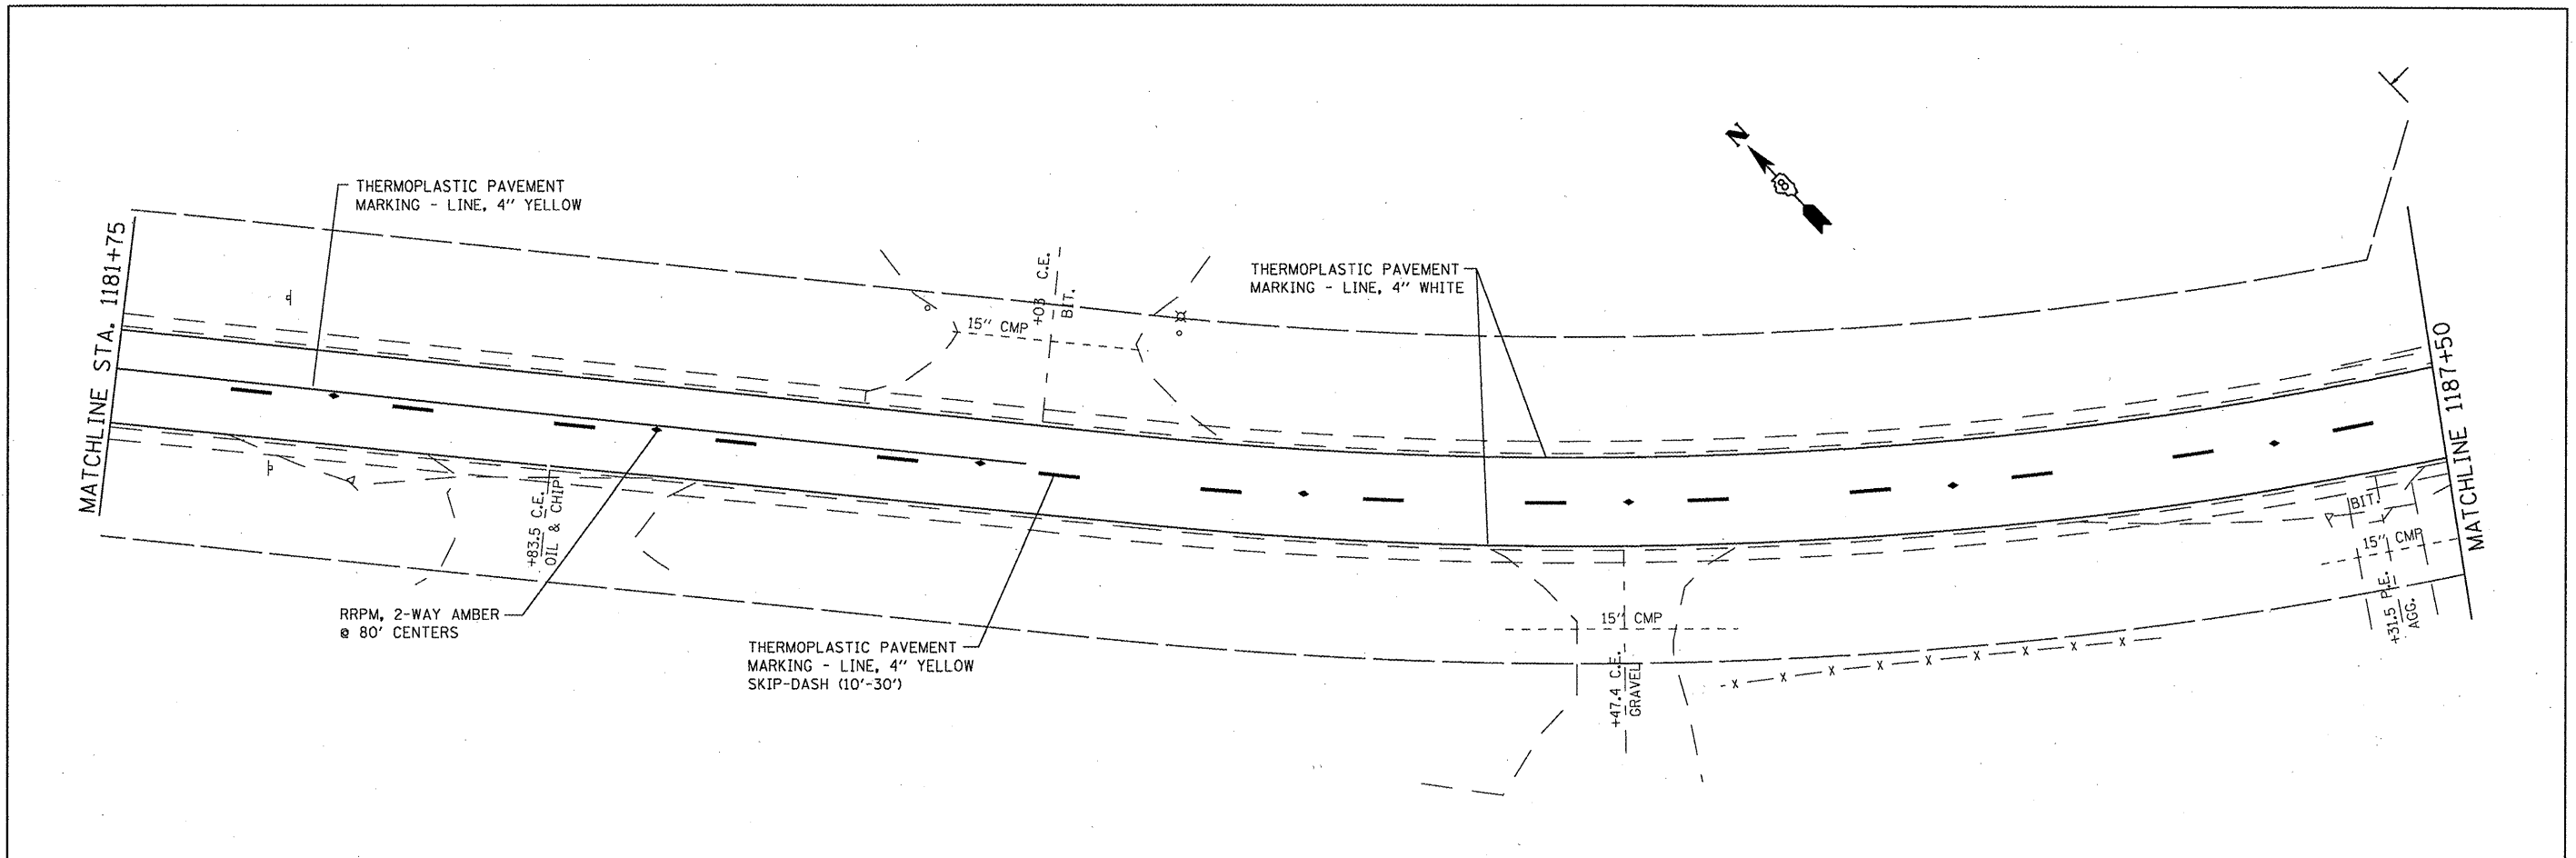 THERMOPLASTIC PAVEMENT
MARKING - LINE, 4" YELLOW
MATCHLINE STA. 1181+75
N
8
THERMOPLASTIC PAVEMENT
MARKING - LINE, 4" WHITE
+03 C.E.
BIT.
15" CMP
+83.5 C.E.
OIL & CHIP
RRPM, 2-WAY AMBER
@ 80' CENTERS
THERMOPLASTIC PAVEMENT
MARKING - LINE, 4" YELLOW
SKIP-DASH (10'-30')
15" CMP
+47.4 C.E.
GRAVEL
X X X X X X X X X
BIT.
15" CMP
+31.5 P.E.
AGG.
MATCHLINE 1187+50